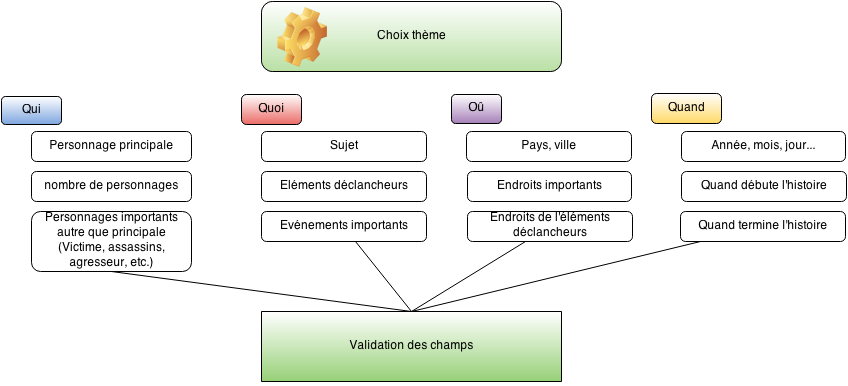 Choix thème
Qui
Quoi
Oû
Quand
Personnage principale
Sujet
Pays, ville
Année, mois, jour...
nombre de personnages
Eléments déclancheurs
Endroits importants
Quand débute l'histoire
Personnages importants
autre que principale
(Victime, assassins,
agresseur, etc.)
Evénements importants
Endroits de l'éléments
déclancheurs
Quand termine l'histoire
Validation des champs